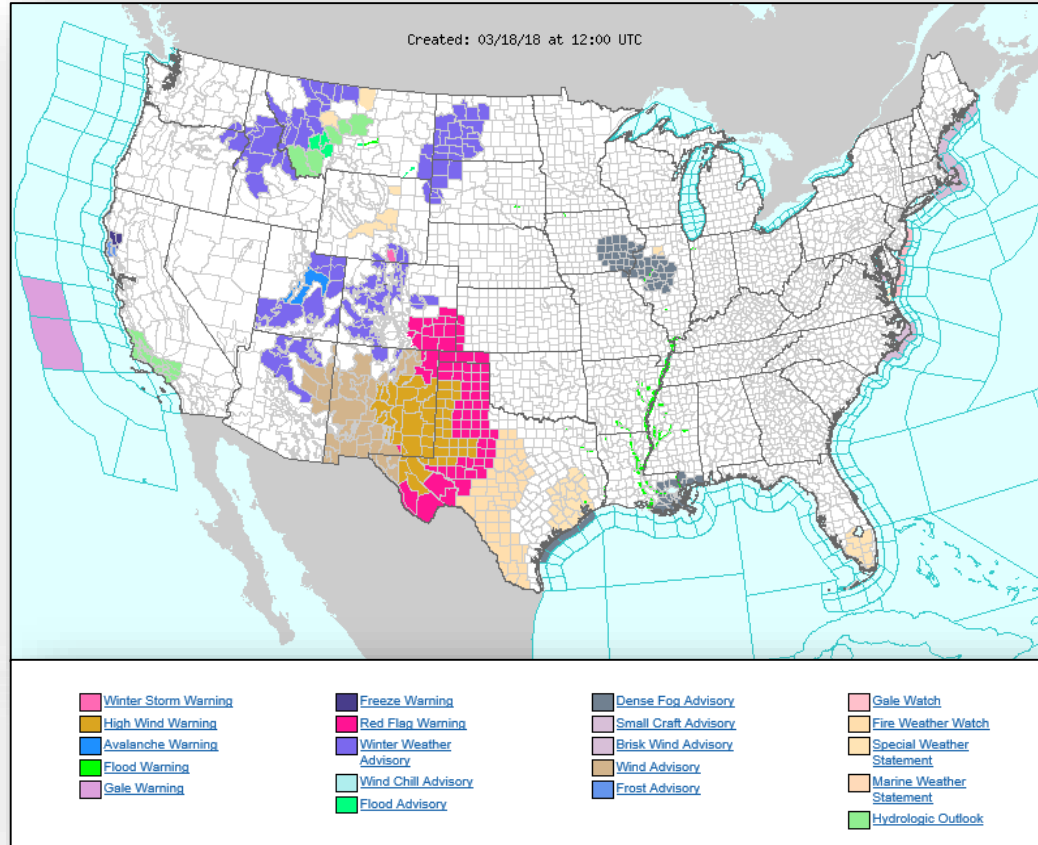 Created: 03/18/18 at 12:00 UTC
Winter Storm Warning
High Wind Warning
Avalanche Warning
Flood Warning
Gale Warning
Freeze Warning
Red Flag Warning
Winter Weather
Advisory
Wind Chill Advisory
Flood Advisory
Dense Fog Advisory
Small Craft Advisory
Brisk Wind Advisory
Wind Advisory
Frost Advisory
Gale Watch
Fire Weather Watch
Special Weather
Statement
Marine Weather
Statement
Hydrologic Outlook